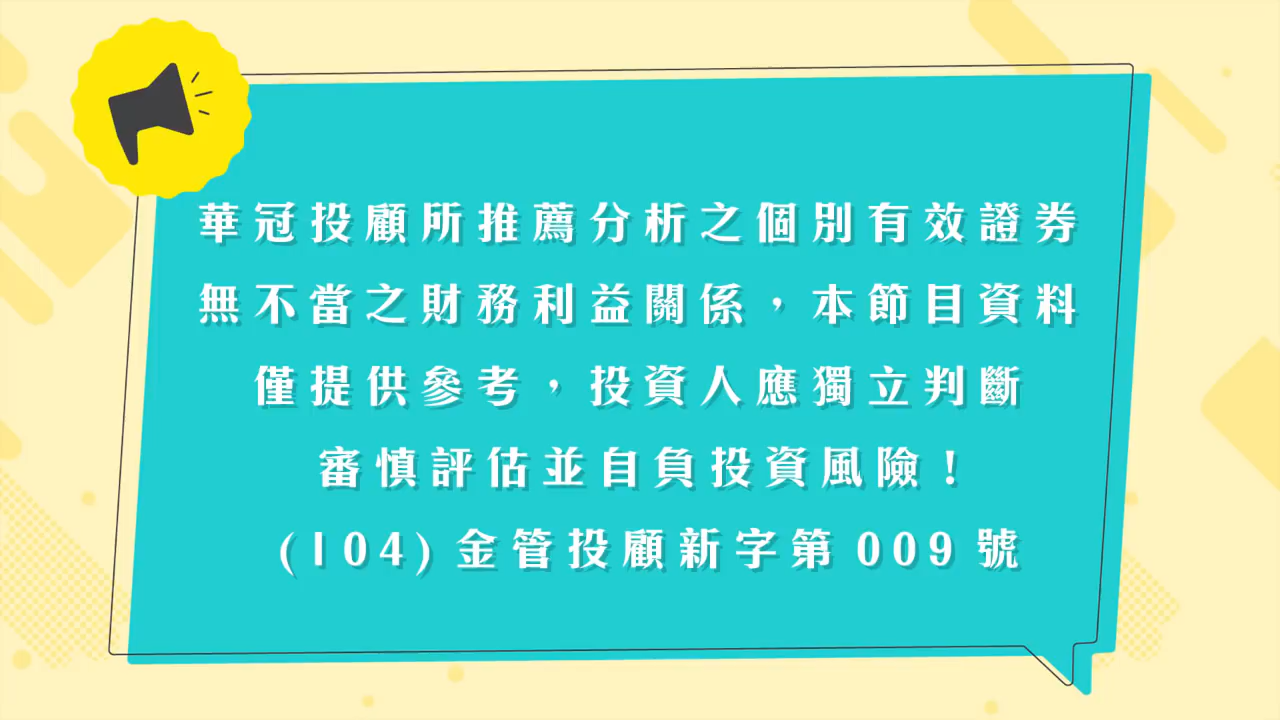 華冠投顧所推薦分析之個別有效證券
無不當之財務利益關係，本節目資料
僅提供參考，投資人應獨立判斷
審慎評估並自負投資風險！
(104) 金管投顧新字第 009 號